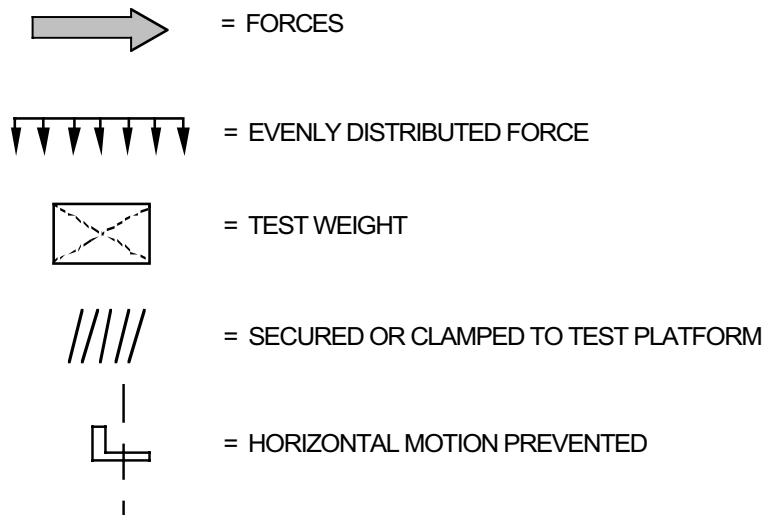 = FORCES
= EVENLY DISTRIBUTED FORCE
= TEST WEIGHT
= SECURED OR CLAMPED TO TEST PLATFORM
= HORIZONTAL MOTION PREVENTED